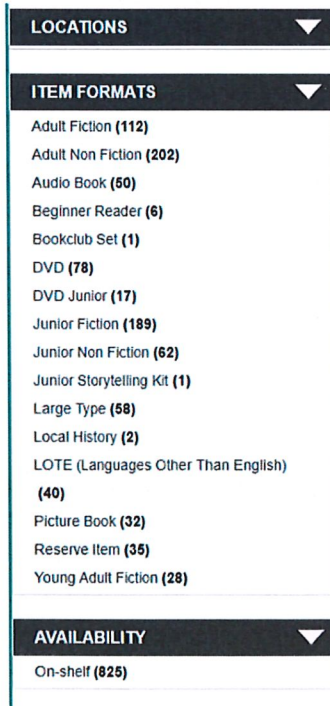 LOCATIONS
ITEM FORMATS
Adult Fiction (112)
Adult Non Fiction (202)
Audio Book (50)
Beginner Reader (6)
Bookclub Set (1)
DVD (78)
DVD Junior (17)
Junior Fiction (189)
Junior Non Fiction (62)
Junior Storytelling Kit (1)
Large Type (58)
Local History (2)
LOTE (Languages Other Than English)
(40)
Picture Book (32)
Reserve Item (35)
Young Adult Fiction (28)
AVAILABILITY
On-shelf (825)